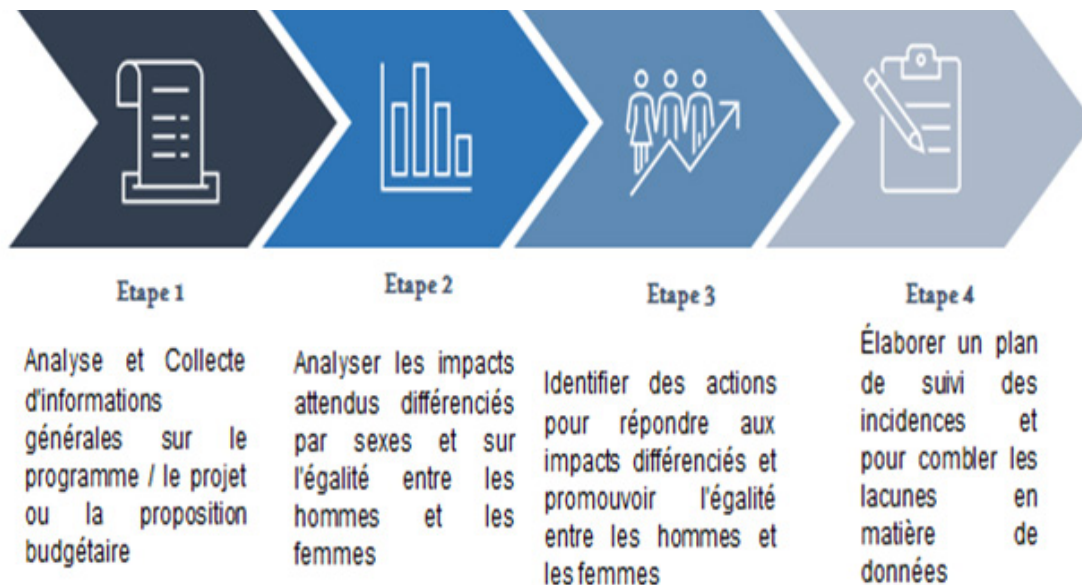 Etape 1
Analyse et Collecte
d'informations
générales sur le
programme / le projet
ou la proposition
budgétaire
Etape 2
Analyser les impacts
attendus différenciés
par sexes et sur
l'égalité entre les
hommes et les
femmes
Etape 3
Identifier des actions
pour répondre aux
impacts différenciés et
promouvoir l'égalité
entre les hommes et
les femmes
Etape 4
Élaborer un plan
de suivi des
incidences et
pour combler les
lacunes en
matière de
données